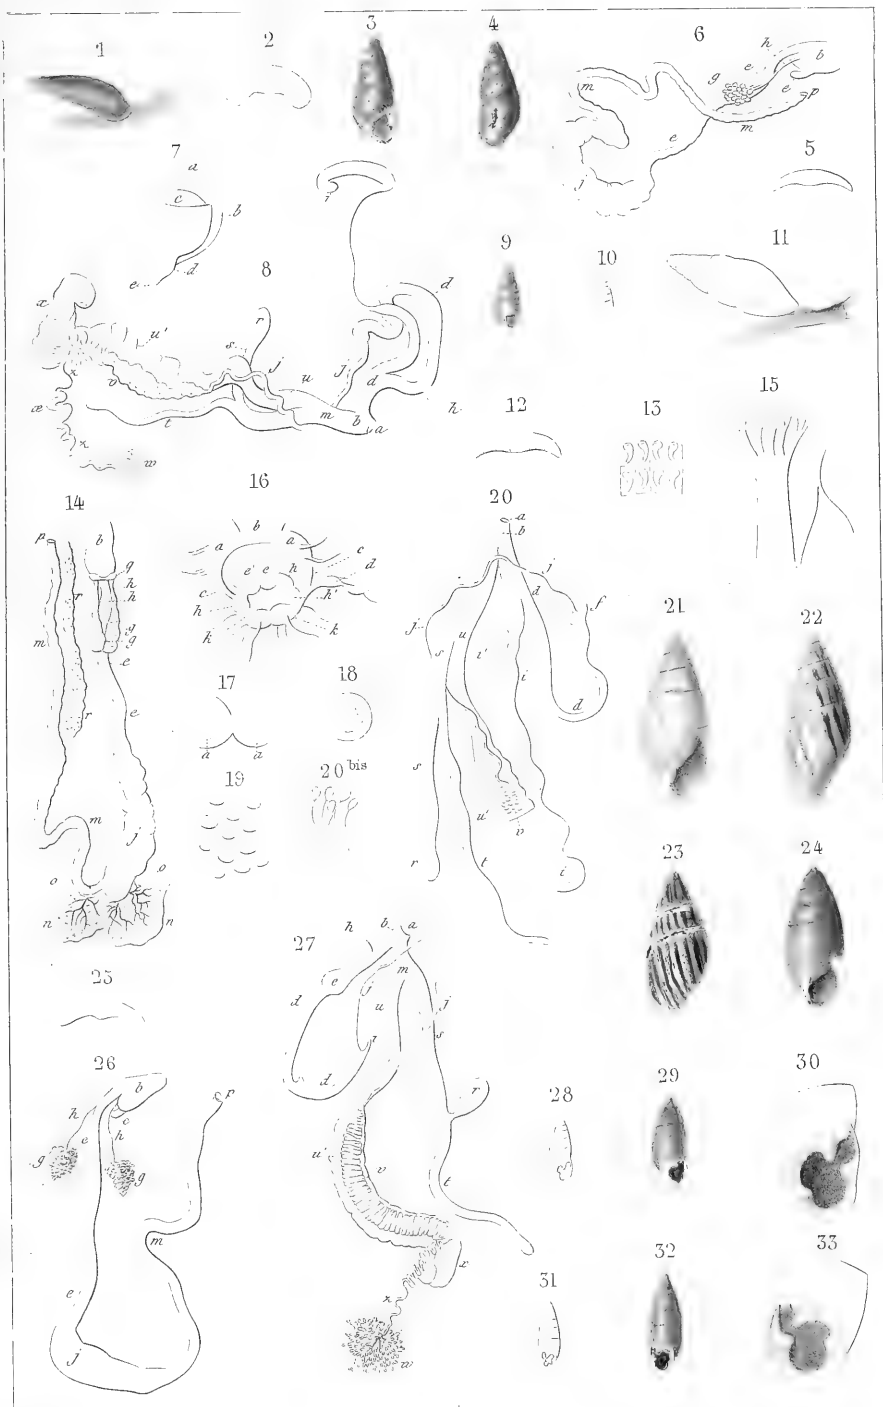 1
2
3
4
6
h
e
b
g
e
p
m
m
e
j
5
7
a
c
b
d
e
i
8
9
10
11
x
u'
r
d
s
j
j
z
v
u
d
æ
t
m
b
a
h
z
w
12
13
15
14
16
20
p
b
a
b
a
a
b
g
c
h
r
e e
h
d
h
j
c
h'
d
m
g
h
f
g
k
k
j
u
e
s
i'
i
17
18
21
22
r
e
d
a
a
19
20 bis
s
m
j
u'
v
o
o
r
t
i
n
n
23
24
27
h
b
a
e
j
m
d
u
j
25
s
i
d
26
b
p
r
28
29
30
h
o
e
h
u'
g
g
v
t
m
x
31
32
33
e
z
j
w